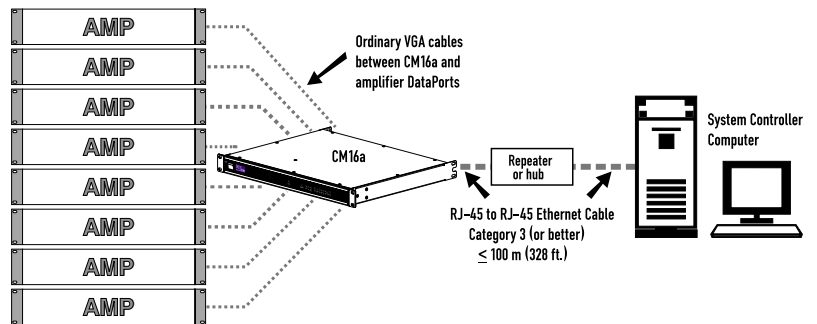 AMP
AMP
AMP
AMP
AMP
AMP
AMP
AMP
Ordinary VGA cables
between CM16a and
amplifier DataPorts
CM16a
Repeater
or hub
RJ-45 to RJ-45 Ethernet Cable
Category 3 (or better)
≤ 100 m (328 ft.)
System Controller
Computer